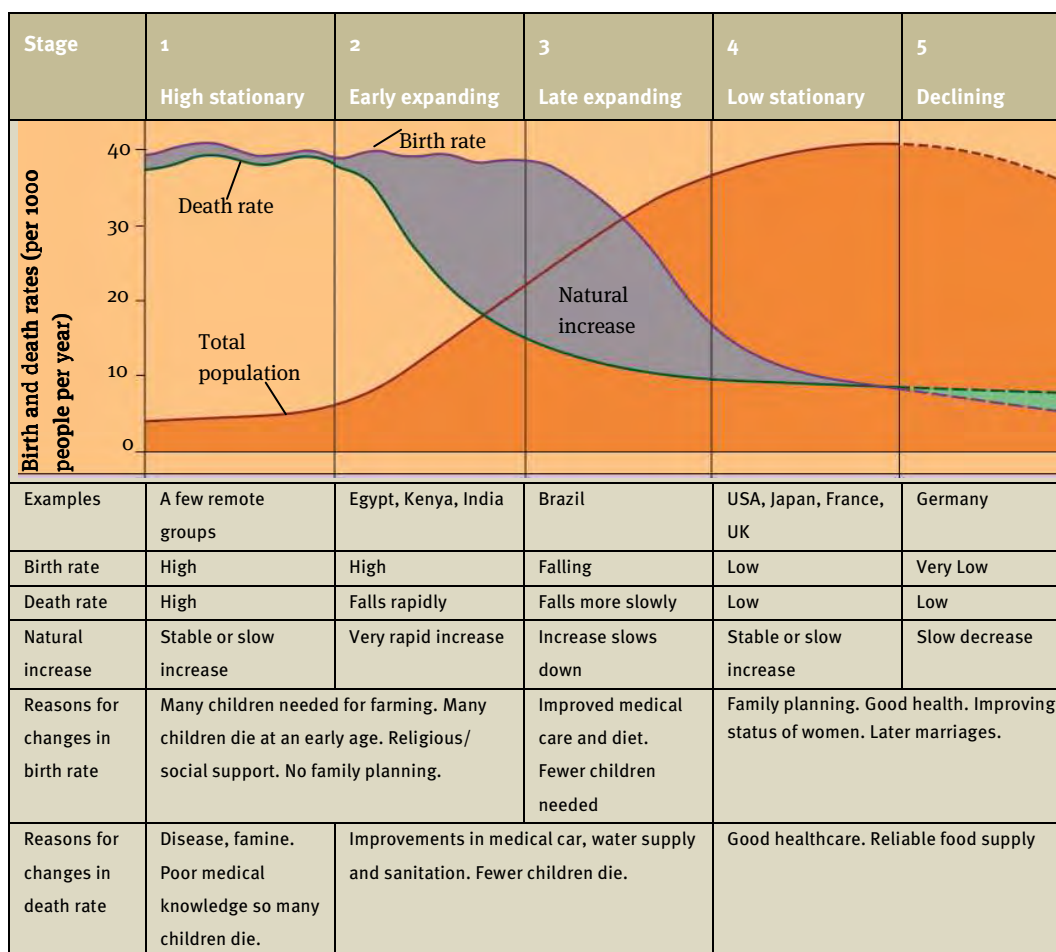 Stage
1
High stationary
2
Early expanding
3
Late expanding
4
Low stationary
5
Declining
Birth and death rates (per 1000
people per year)
40
30
20
10
0
Birth rate
Death rate
Natural
increase
Total
population
Examples
A few remote
groups
Egypt, Kenya, India
Brazil
USA, Japan, France,
UK
Germany
Birth rate
High
High
Falling
Low
Very Low
Death rate
High
Falls rapidly
Falls more slowly
Low
Low
Natural
increase
Stable or slow
increase
Very rapid increase
Increase slows
down
Stable or slow
increase
Slow decrease
Reasons for
changes in
birth rate
Many children needed for farming. Many
children die at an early age. Religious/
social support. No family planning.
Improved medical
care and diet.
Fewer children
needed
Family planning. Good health. Improving
status of women. Later marriages.
Reasons for
changes in
death rate
Disease, famine.
Poor medical
knowledge so many
children die.
Improvements in medical car, water supply
and sanitation. Fewer children die.
Good healthcare. Reliable food supply